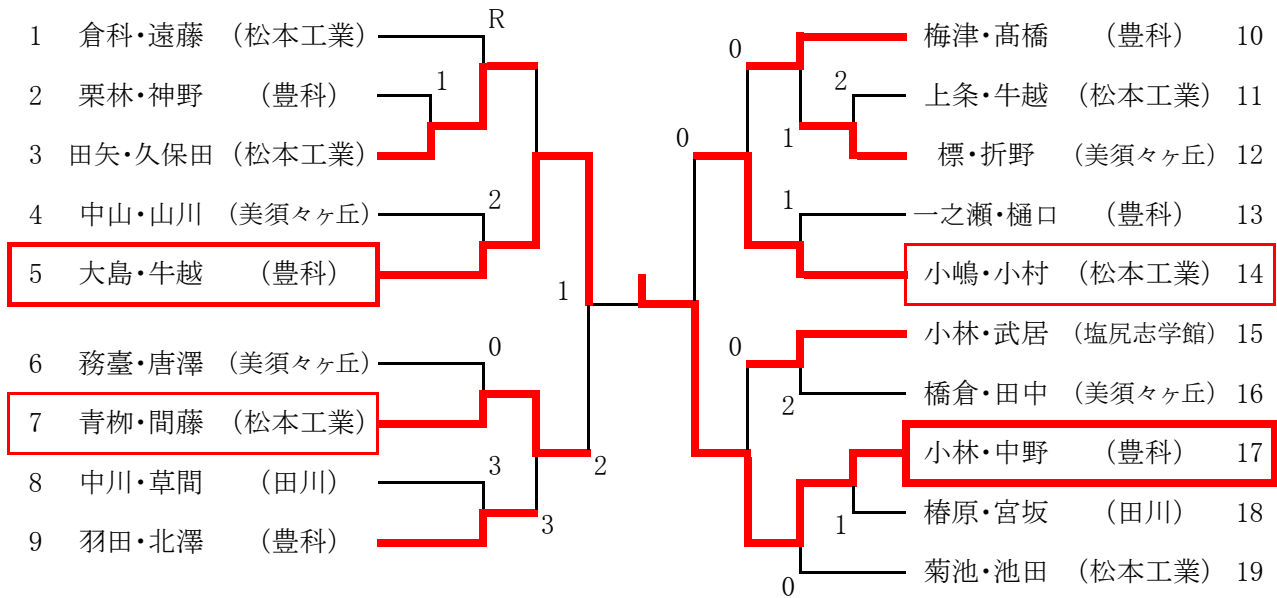 1 倉科・遠藤 (松本工業)
2 栗林・神野 (豊科)
3 田矢・久保田 (松本工業)
4 中山・山川 (美須々ヶ丘)
5 大島・牛越 (豊科)
6 務臺・唐澤 (美須々ヶ丘)
7 青栁・間藤 (松本工業)
8 中川・草間 (田川)
9 羽田・北澤 (豊科)
R
1
2
1
0
3
2
3
0
2
1
0
1
0
2
1
0
梅津・髙橋 (豊科) 10
上条・牛越 (松本工業) 11
標・折野 (美須々ヶ丘) 12
一之瀬・樋口 (豊科) 13
小嶋・小村 (松本工業) 14
小林・武居 (塩尻志学館) 15
橋倉・田中 (美須々ヶ丘) 16
小林・中野 (豊科) 17
椿原・宮坂 (田川) 18
菊池・池田 (松本工業) 19